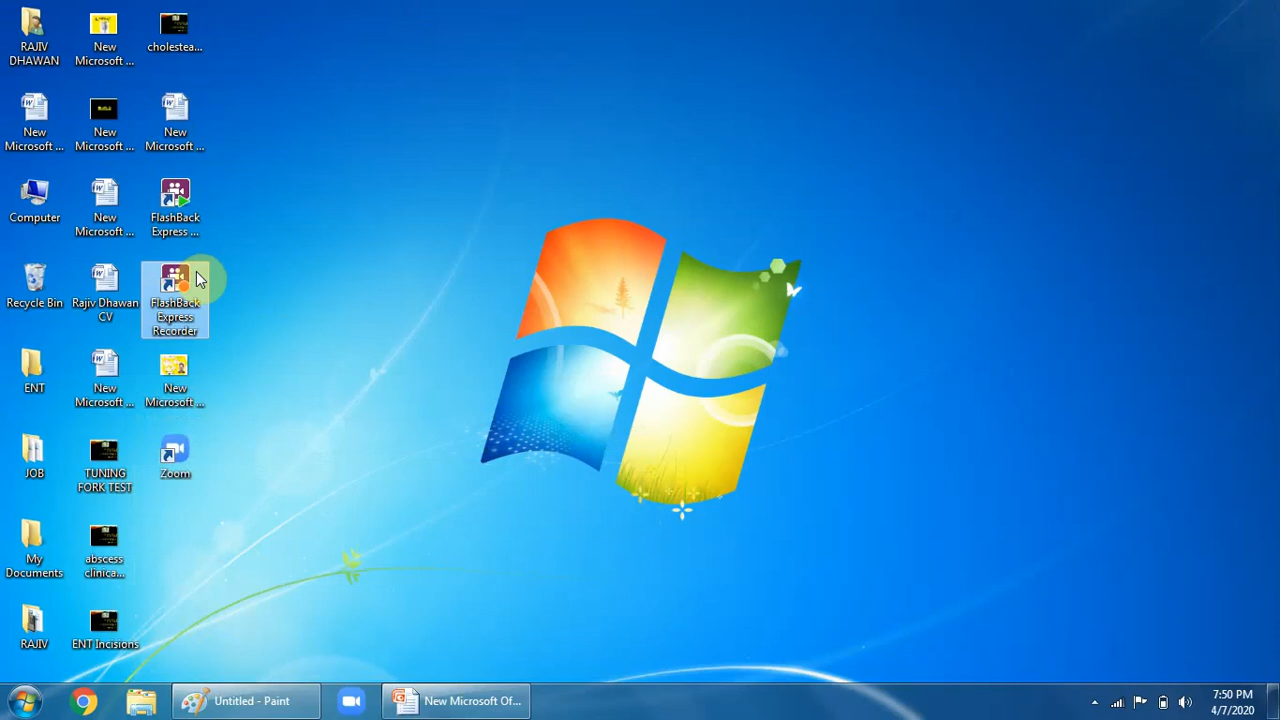 RAJIV
DHAWAN
New
Microsoft ...
cholestea...
New
Microsoft ...
New
Microsoft ...
New
Microsoft ...
Computer
New
Microsoft ...
FlashBack
Express ...
Recycle Bin
Rajiv Dhawan
CV
FlashBack
Express
Recorder
ENT
New
Microsoft ...
New
Microsoft ...
JOB
TUNING
FORK TEST
Zoom
My
Documents
abscess
clinica...
RAJIV
ENT Incisions
Untitled - Paint
New Microsoft Of...
7:50 PM
4/7/2020